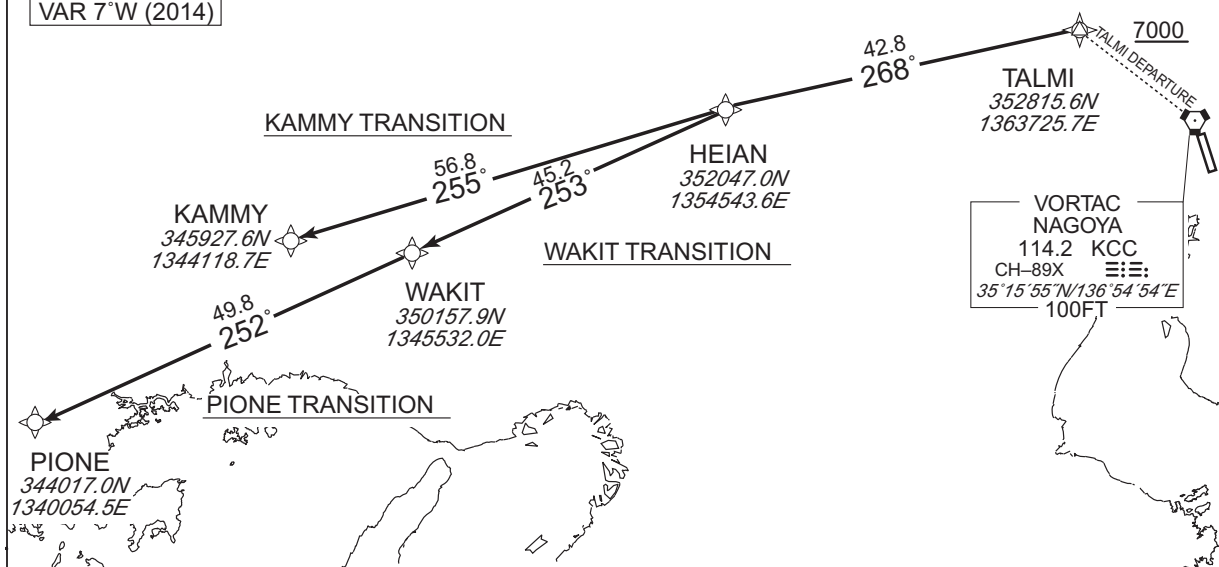 VAR 7˚W (2014)
7000
TALMI DEPARTURE
42.8
268˚
TALMI
352815.6N
1363725.7E
KAMMY TRANSITION
HEIAN
352047.0N
1354543.6E
56.8
255˚
45.2
253˚
KAMMY
345927.6N
1344118.7E
WAKIT TRANSITION
VORTAC
NAGOYA
114.2 KCC
CH–89X
35˚15´55˝N/136˚54´54˝E
100FT
WAKIT
350157.9N
1345532.0E
49.8
252˚
PIONE TRANSITION
PIONE
344017.0N
1340054.5E